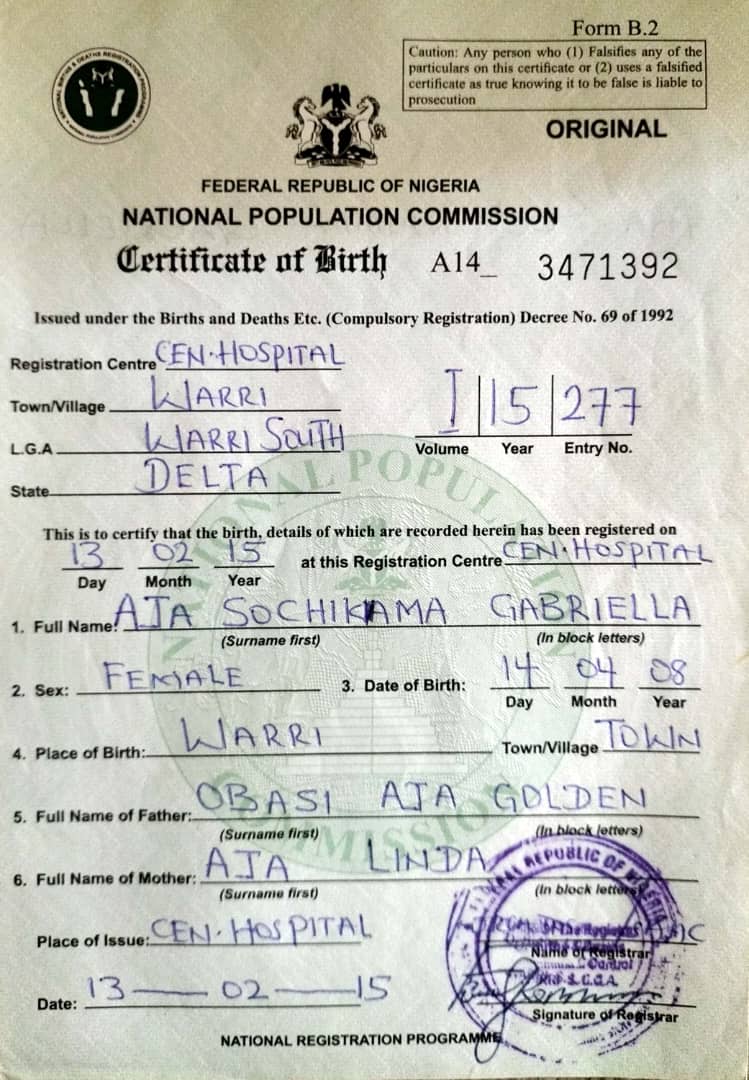 Form B.2
Caution: Any person who (1) Falsifies any of the
particulars on this certificate or (2) uses a falsified
certificate as true knowing it to be false is liable to
prosecution
ORIGINAL
FEDERAL REPUBLIC OF NIGERIA
NATIONAL POPULATION COMMISSION
Certificate of Birth A14_ 3471392
Issued under the Births and Deaths Etc. (Compulsory Registration) Decree No. 69 of 1992
Registration Centre CEN·HOSPITAL
Town/Village WARRI
L.G.A WARRI SOUTH
State DELTA
I 15 277
Volume Year Entry No.
This is to certify that the birth, details of which are recorded herein has been registered on
13 02 15 at this Registration Centre CEN·HOSPITAL
Day Month Year
1. Full Name: AJA SOCHIKAMA GABRIELLA
(Surname first) (In block letters)
2. Sex: FEMALE 3. Date of Birth: 14 04 08
Day Month Year
4. Place of Birth: WARRI Town/Village TOWN
5. Full Name of Father: OBASI AJA GOLDEN
(Surname first) (In block letters)
6. Full Name of Mother: AJA LINDA
(Surname first) (In block letters)
Place of Issue: CEN·HOSPITAL
Name of Registrar
Date: 13 — 02 — 15
Signature of Registrar
NATIONAL REGISTRATION PROGRAMME
NATIONAL POPULATION COMMISSION
REPUBLIC OF NIGERIA